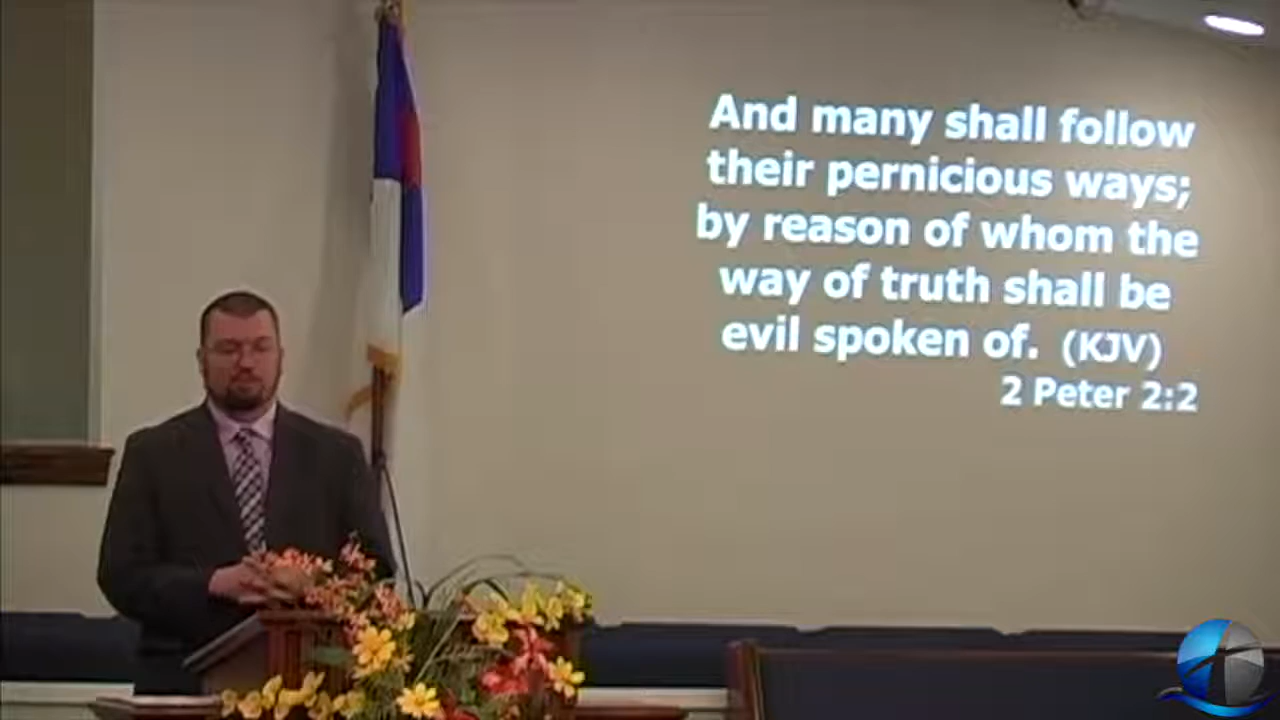 And many shall follow
their pernicious ways;
by reason of whom the
way of truth shall be
evil spoken of. (KJV)
2 Peter 2:2